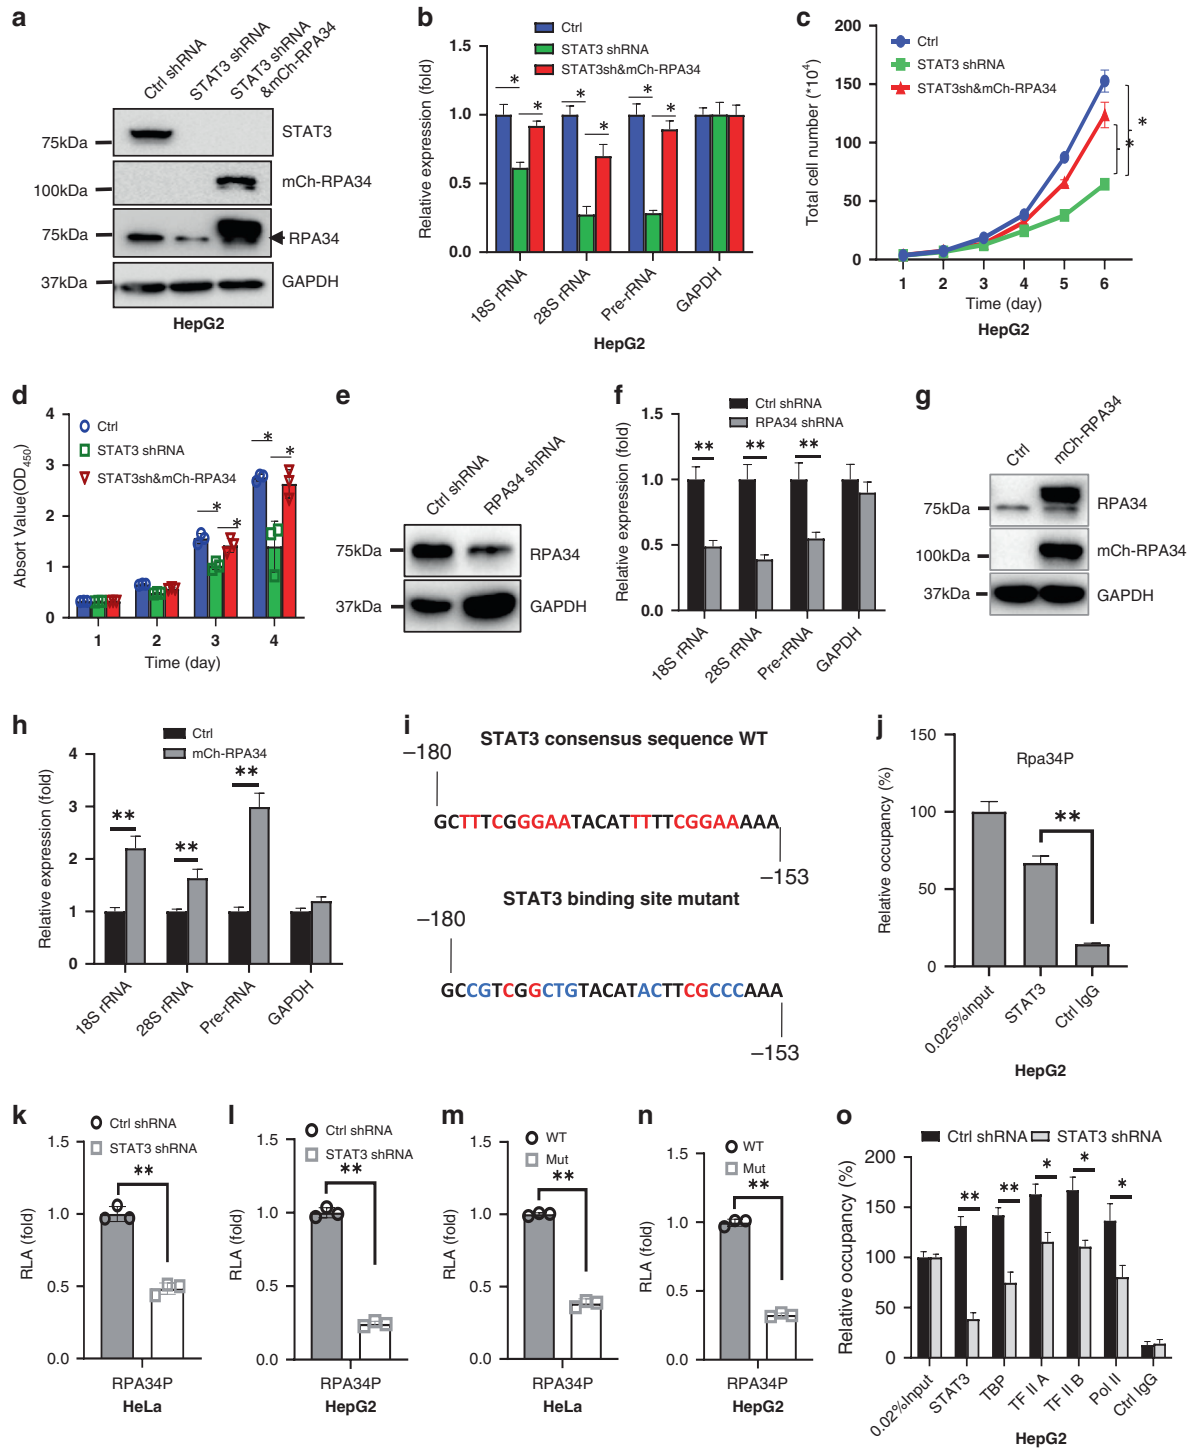 a
Ctrl shRNA
STAT3 shRNA
STAT3 shRNA
&mCh-RPA34
75kDa
STAT3
100kDa
mCh-RPA34
75kDa
RPA34
37kDa
GAPDH
HepG2
b
Ctrl
STAT3 shRNA
STAT3sh&mCh-RPA34
Relative expression (fold)
1.5
1.0
0.5
0.0
* * * * * *
18S rRNA
28S rRNA
Pre-rRNA
GAPDH
HepG2
c
Ctrl
STAT3 shRNA
STAT3sh&mCh-RPA34
Total cell number (*10⁴)
200
150
100
50
0
* *
1 2 3 4 5 6
Time (day)
HepG2
d
Ctrl
STAT3 shRNA
STAT3sh&mCh-RPA34
Absort Value(OD450)
4
3
2
1
0
* * * *
1 2 3 4
Time (day)
e
Ctrl shRNA
RPA34 shRNA
75kDa
RPA34
37kDa
GAPDH
f
Ctrl shRNA
RPA34 shRNA
Relative expression (fold)
1.5
1.0
0.5
0.0
** ** **
18S rRNA
28S rRNA
Pre-rRNA
GAPDH
g
Ctrl
mCh-RPA34
75kDa
RPA34
100kDa
mCh-RPA34
37kDa
GAPDH
h
Ctrl
mCh-RPA34
Relative expression (fold)
4
3
2
1
0
** ** **
18S rRNA
28S rRNA
Pre-rRNA
GAPDH
i
STAT3 consensus sequence WT
−180
GCTTTCGGGAATACATTTTCGGAAAAA
−153
STAT3 binding site mutant
−180
GCCGTCGGCTGTACATACTTCGCCCAAA
−153
j
Rpa34P
Relative occupancy (%)
150
100
50
0
**
0.025%Input
STAT3
Ctrl IgG
HepG2
k
Ctrl shRNA
STAT3 shRNA
RLA (fold)
1.5
1.0
0.5
0.0
**
RPA34P
HeLa
l
Ctrl shRNA
STAT3 shRNA
RLA (fold)
1.5
1.0
0.5
0.0
**
RPA34P
HepG2
m
WT
Mut
RLA (fold)
1.5
1.0
0.5
0.0
**
RPA34P
HeLa
n
WT
Mut
RLA (fold)
1.5
1.0
0.5
0.0
**
RPA34P
HepG2
o
Ctrl shRNA
STAT3 shRNA
Relative occupancy (%)
200
150
100
50
0
** ** * * *
0.02%Input
STAT3
TBP
TF II A
TF II B
Pol II
Ctrl IgG
HepG2